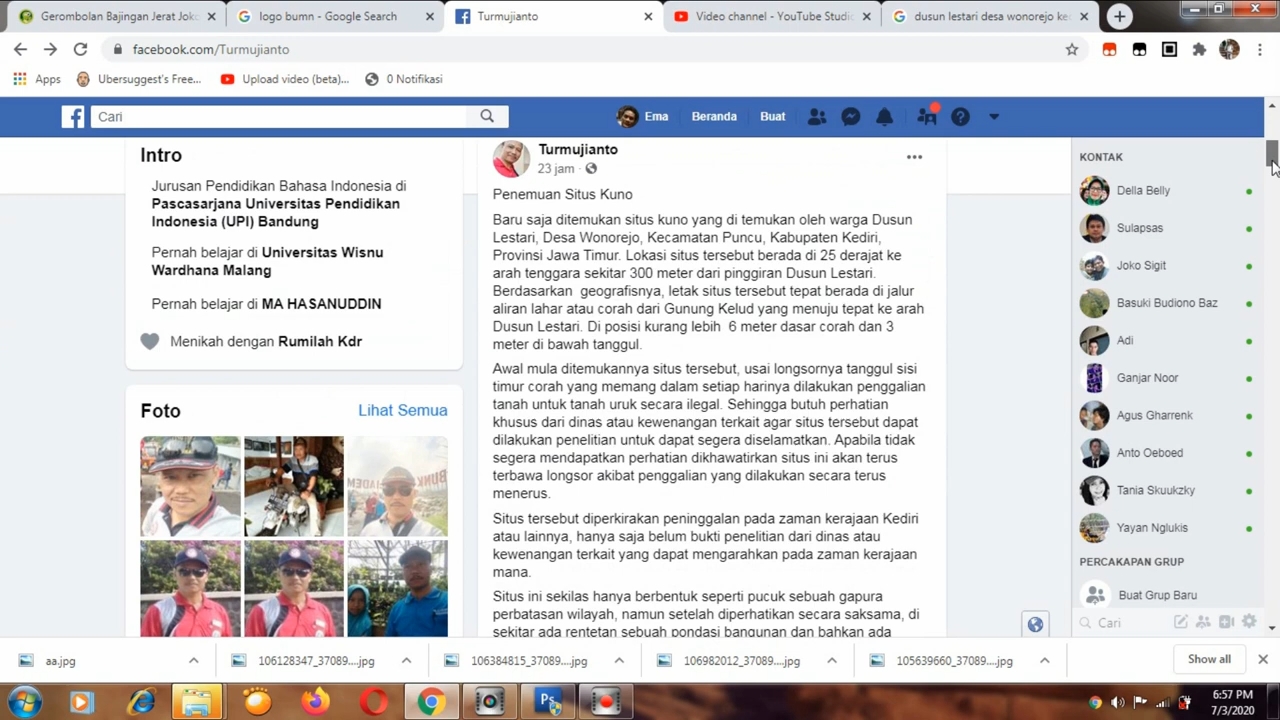 Gerombolan Bajingan Jerat Joko
logo bumn - Google Search
Turmujianto
Video channel - YouTube Studio
dusun lestari desa wonorejo kec
facebook.com/Turmujianto
Apps
Ubersuggest's Free...
Upload video (beta)...
0 Notifikasi
Cari
Ema
Beranda
Buat
Intro
Jurusan Pendidikan Bahasa Indonesia di
Pascasarjana Universitas Pendidikan
Indonesia (UPI) Bandung
Pernah belajar di Universitas Wisnu
Wardhana Malang
Pernah belajar di MA HASANUDDIN
Menikah dengan Rumilah Kdr
Foto
Lihat Semua
Turmujianto
23 jam
Penemuan Situs Kuno
Baru saja ditemukan situs kuno yang di temukan oleh warga Dusun
Lestari, Desa Wonorejo, Kecamatan Puncu, Kabupaten Kediri,
Provinsi Jawa Timur. Lokasi situs tersebut berada di 25 derajat ke
arah tenggara sekitar 300 meter dari pinggiran Dusun Lestari.
Berdasarkan geografisnya, letak situs tersebut tepat berada di jalur
aliran lahar atau corah dari Gunung Kelud yang menuju tepat ke arah
Dusun Lestari. Di posisi kurang lebih 6 meter dasar corah dan 3
meter di bawah tanggul.
Awal mula ditemukannya situs tersebut, usai longsornya tanggul sisi
timur corah yang memang dalam setiap harinya dilakukan penggalian
tanah untuk tanah uruk secara ilegal. Sehingga butuh perhatian
khusus dari dinas atau kewenangan terkait agar situs tersebut dapat
dilakukan penelitian untuk dapat segera diselamatkan. Apabila tidak
segera mendapatkan perhatian dikhawatirkan situs ini akan terus
terbawa longsor akibat penggalian yang dilakukan secara terus
menerus.
Situs tersebut diperkirakan peninggalan pada zaman kerajaan Kediri
atau lainnya, hanya saja belum bukti penelitian dari dinas atau
kewenangan terkait yang dapat mengarahkan pada zaman kerajaan
mana.
Situs ini sekilas hanya berbentuk seperti pucuk sebuah gapura
perbatasan wilayah, namun setelah diperhatikan secara saksama, di
sekitar ada rentetan sebuah pondasi bangunan dan bahkan ada
KONTAK
Della Belly
Sulapsas
Joko Sigit
Basuki Budiono Baz
Adi
Ganjar Noor
Agus Gharrenk
Anto Oeboed
Tania Skuukzky
Yayan Nglukis
PERCAKAPAN GRUP
Buat Grup Baru
Cari
aa.jpg
106128347_37089....jpg
106384815_37089....jpg
106982012_37089....jpg
105639660_37089....jpg
Show all
6:57 PM
7/3/2020